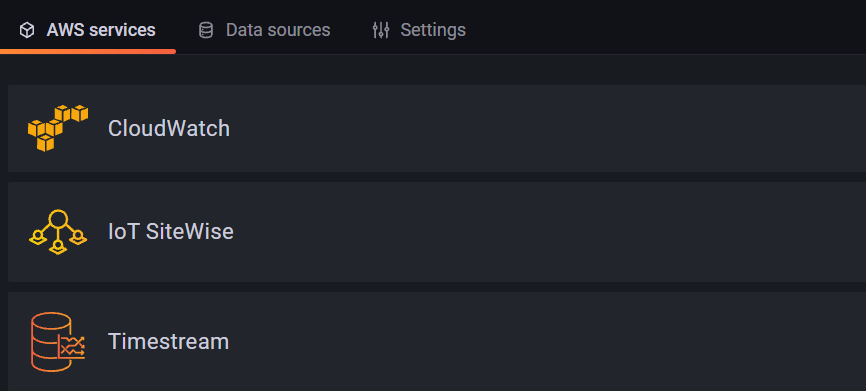 AWS services Data sources Settings
CloudWatch
IoT SiteWise
Timestream